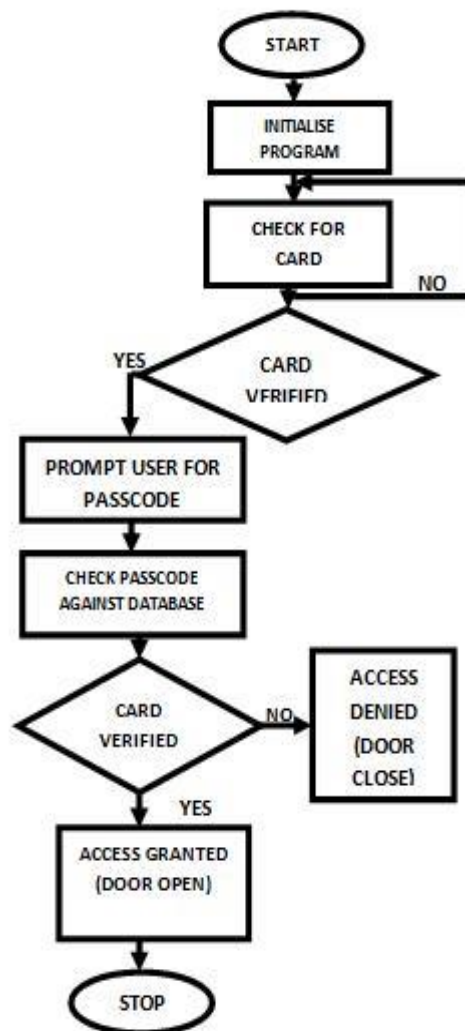 START
INITIALISE
PROGRAM
CHECK FOR
CARD
NO
YES
CARD
VERIFIED
PROMPT USER FOR
PASSCODE
CHECK PASSCODE
AGAINST DATABASE
CARD
VERIFIED
NO
ACCESS
DENIED
(DOOR
CLOSE)
YES
ACCESS GRANTED
(DOOR OPEN)
STOP